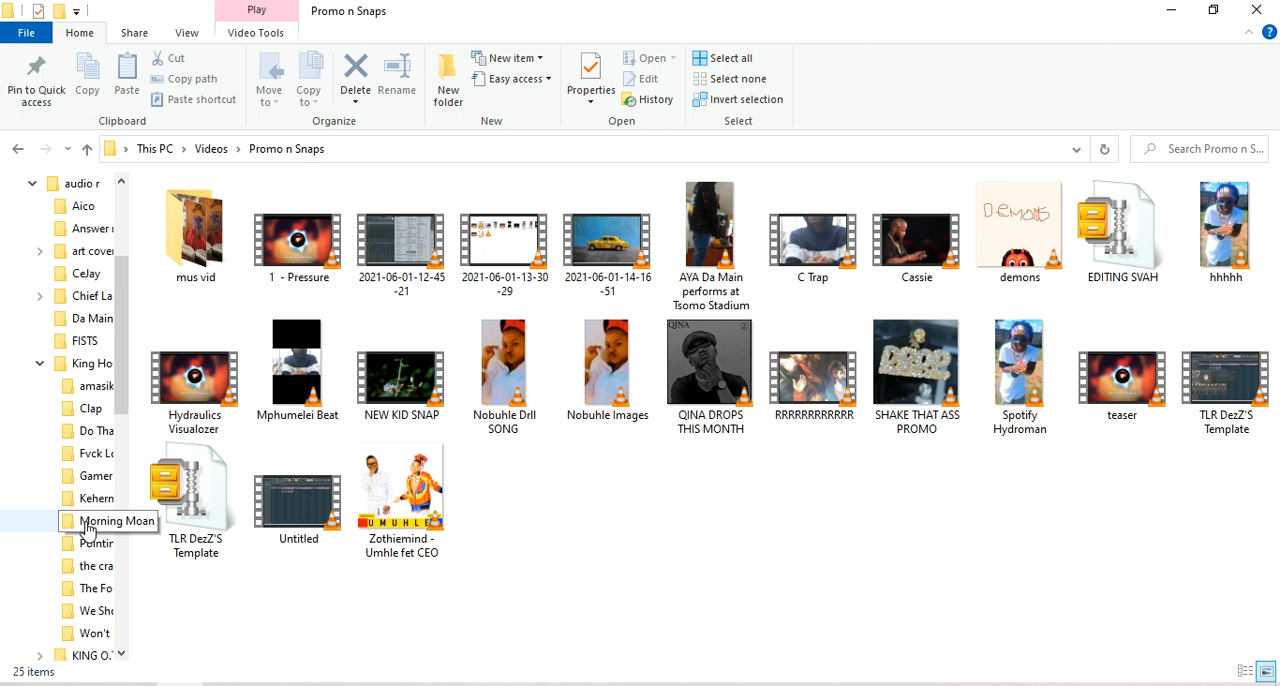 Play
Promo n Snaps
File
Home
Share
View
Video Tools
Pin to Quick access
Copy
Paste
Cut
Copy path
Paste shortcut
Clipboard
Move to
Copy to
Delete
Rename
Organize
New folder
New item
Easy access
New
Properties
Open
Edit
History
Open
Select all
Select none
Invert selection
Select
This PC
Videos
Promo n Snaps
Search Promo n S...
audio r
Aico
Answer
art cover
CeJay
Chief La
Da Main
FISTS
King Ho
amasik
Clap
Do Tha
Fvck Lo
Gamer
Kehern
Morning Moan
Pointin
the cra
The Fo
We Sho
Won't
KING O.T
mus vid
1 - Pressure
2021-06-01-12-45
-21
2021-06-01-13-30
-29
2021-06-01-14-16
-51
AYA Da Main
performs at
Tsomo Stadium
C Trap
Cassie
DEMONS
demons
EDITING SVAH
hhhhh
Hydraulics
Visualozer
Mphumelei Beat
NEW KID SNAP
Nobuhle Drll
SONG
Nobuhle Images
QINA
QINA DROPS
THIS MONTH
RRRRRRRRRRRR
SHAKE THAT ASS
PROMO
Spotify
Hydroman
teaser
TLR DezZ'S
Template
TLR DezZ'S
Template
Untitled
UMUHLE
Zothiemind -
Umhle fet CEO
25 items